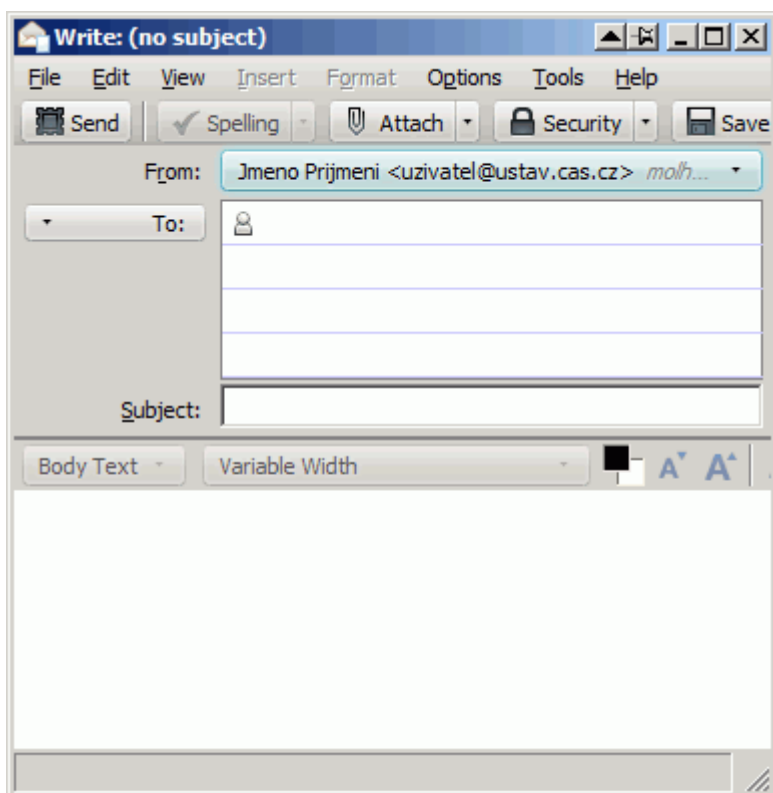 Write: (no subject)
File Edit View Insert Format Options Tools Help
Send Spelling Attach Security Save
From: Jmeno Prijmeni <uzivatel@ustav.cas.cz> molh...
To:
Subject:
Body Text Variable Width A A